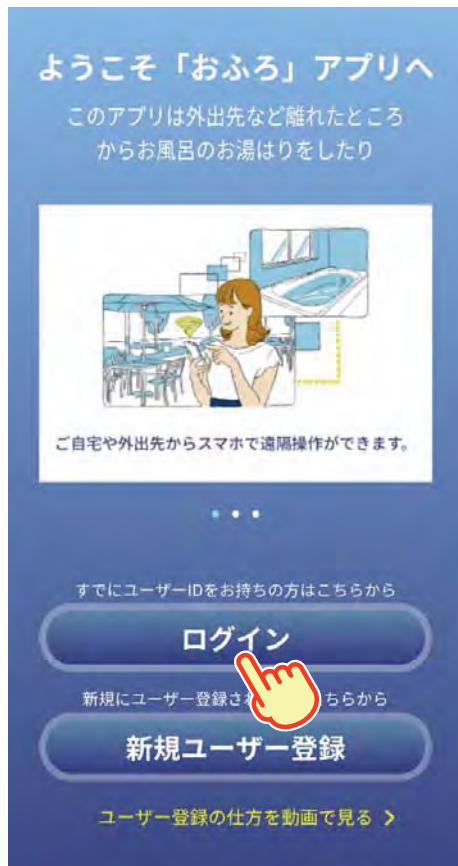 ようこそ「おふろ」アプリへ
このアプリは外出先など離れたところ
からお風呂のお湯はりをしたり
ご自宅や外出先からスマホで遠隔操作ができます。
すでにユーザーIDをお持ちの方はこちらから
ログイン
新規にユーザー登録さ ちらから
新規ユーザー登録
ユーザー登録の仕方を動画で見る >